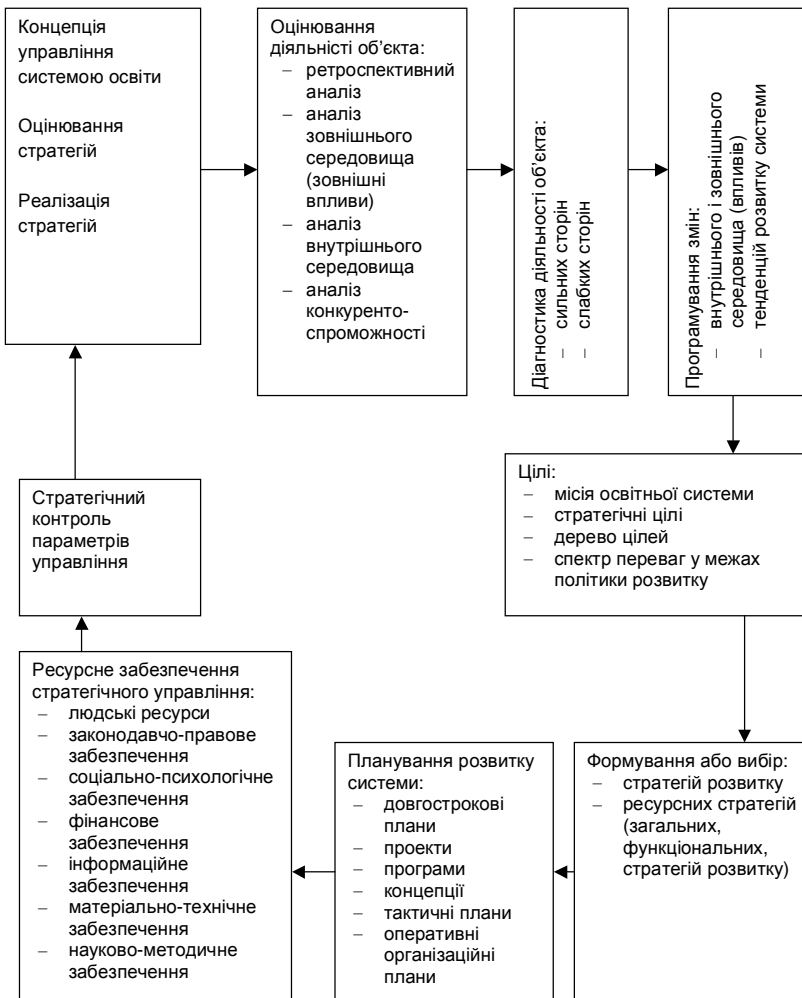 Концепція
управління
системою освіти
Оцінювання
стратегій
Реалізація
стратегій
Оцінювання
діяльністі об’єкта:
– ретроспективний
аналіз
– аналіз
зовнішнього
середовища
(зовнішні
впливи)
– аналіз
внутрішнього
середовища
– аналіз
конкуренто-
спроможності
Діагностика діяльності об’єкта:
– сильних сторін
– слабких сторін
Програмування змін:
– внутрішнього і зовнішнього
середовища (впливів)
– тенденцій розвитку системи
Цілі:
– місія освітньої системи
– стратегічні цілі
– дерево цілей
– спектр переваг у межах
політики розвитку
Формування або вибір:
– стратегій розвитку
– ресурсних стратегій
(загальних,
функціональних,
стратегій розвитку)
Планування розвитку
системи:
– довгострокові
плани
– проекти
– програми
– концепції
– тактичні плани
– оперативні
організаційні
плани
Ресурсне забезпечення
стратегічного управління:
– людські ресурси
– законодавчо-правове
забезпечення
– соціально-психологічне
забезпечення
– фінансове
забезпечення
– інформаційне
забезпечення
– матеріально-технічне
забезпечення
– науково-методичне
забезпечення
Стратегічний
контроль
параметрів
управління